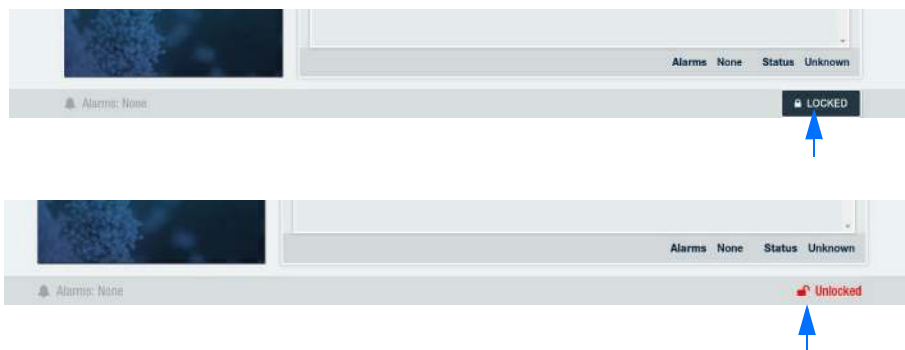 Alarms None Status Unknown
Alarms: None
LOCKED
Alarms None Status Unknown
Alarms: None
Unlocked